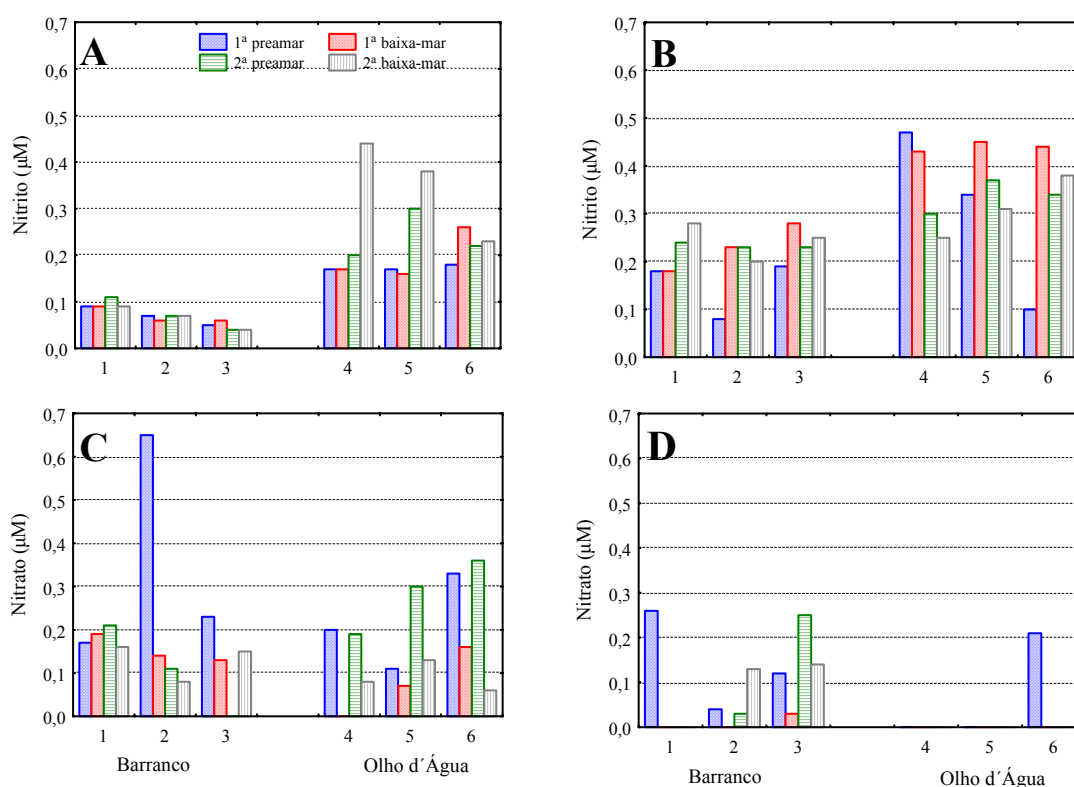 A
1ª preamar 1ª baixa-mar
2ª preamar 2ª baixa-mar
Nitrito (µM)
0,7
0,6
0,5
0,4
0,3
0,2
0,1
0,0
1 2 3 4 5 6
B
Nitrito (µM)
0,7
0,6
0,5
0,4
0,3
0,2
0,1
0,0
1 2 3 4 5 6
C
Nitrato (µM)
0,7
0,6
0,5
0,4
0,3
0,2
0,1
0,0
1 2 3 4 5 6
Barranco Olho d´Água
D
Nitrato (µM)
0,7
0,6
0,5
0,4
0,3
0,2
0,1
0,0
1 2 3 4 5 6
Barranco Olho d´Água